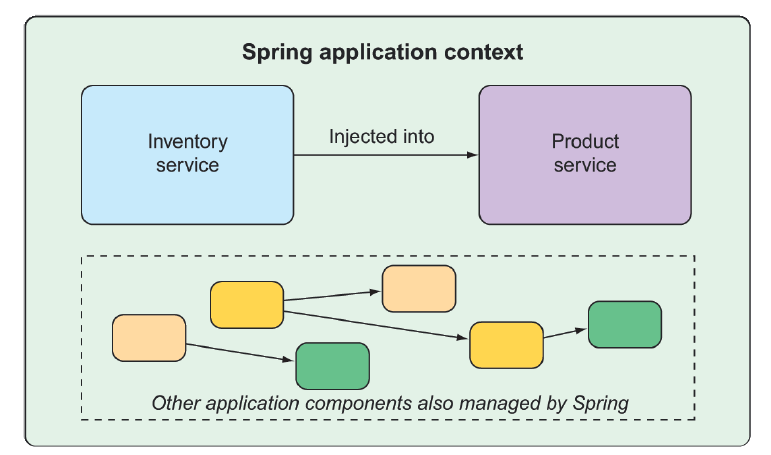 Spring application context
Inventory
service
Injected into
Product
service
Other application components also managed by Spring